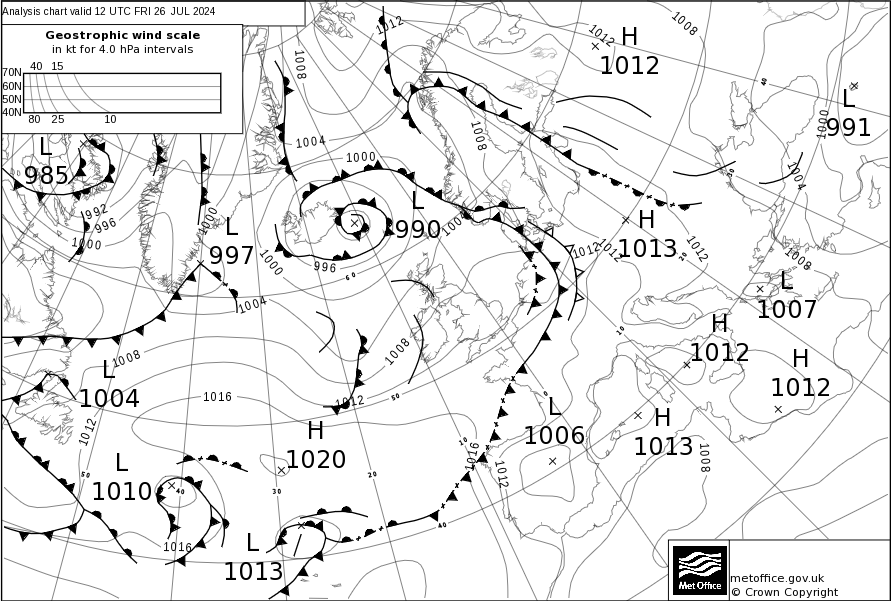 Analysis chart valid 12 UTC FRI 26 JUL 2024
Geostrophic wind scale
in kt for 4.0 hPa intervals
40 15
70N
60N
50N
40N
80 25 10
1012
1008
H
1012
1012
1008
40
L
991
1000
1004
1008
1004
1000
L
985
992
996
1000
1000
L
997
L
990
1000
996
60
1004
H
1013
1012
1012
1012
20
30
1004
1008
L
1007
H
1012
H
1012
10
1008
L
1004
1008
1016
1012
50
0
1012
H
1020
L
1006
H
1013
1008
10
1016
1012
L
1010
50
40
30
20
40
1016
L
1013
Met Office
metoffice.gov.uk
© Crown Copyright